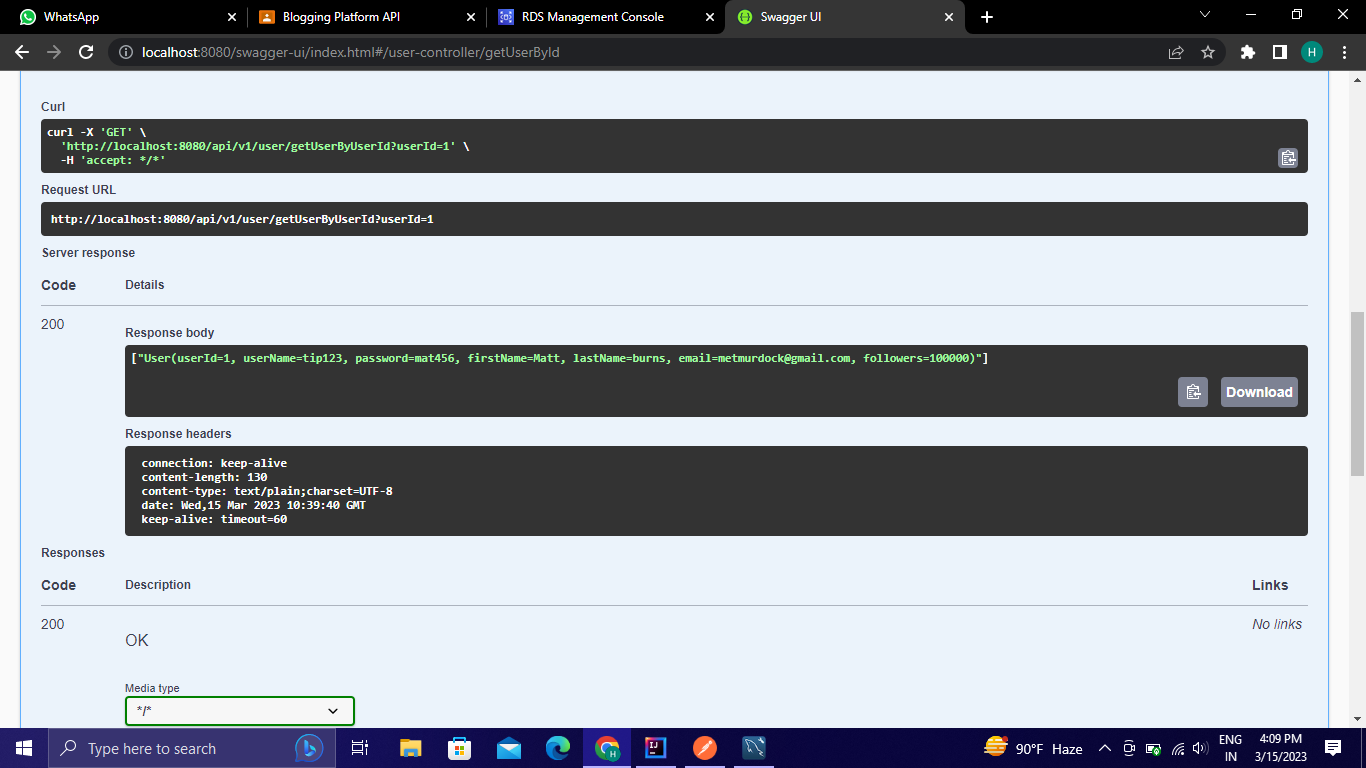 WhatsApp
Blogging Platform API
RDS Management Console
Swagger UI
localhost:8080/swagger-ui/index.html#/user-controller/getUserById
H
Curl
curl -X 'GET' \
'http://localhost:8080/api/v1/user/getUserByUserId?userId=1' \
-H 'accept: */*'
Request URL
http://localhost:8080/api/v1/user/getUserByUserId?userId=1
Server response
Code Details
200
Response body
["User(userId=1, userName=tip123, password=mat456, firstName=Matt, lastName=burns, email=metmurdock@gmail.com, followers=100000)"]
Download
Response headers
connection: keep-alive
content-length: 130
content-type: text/plain;charset=UTF-8
date: Wed,15 Mar 2023 10:39:40 GMT
keep-alive: timeout=60
Responses
Code Description Links
200 No links
OK
Media type
*/*
Type here to search
90°F Haze
ENG
IN
4:09 PM
3/15/2023